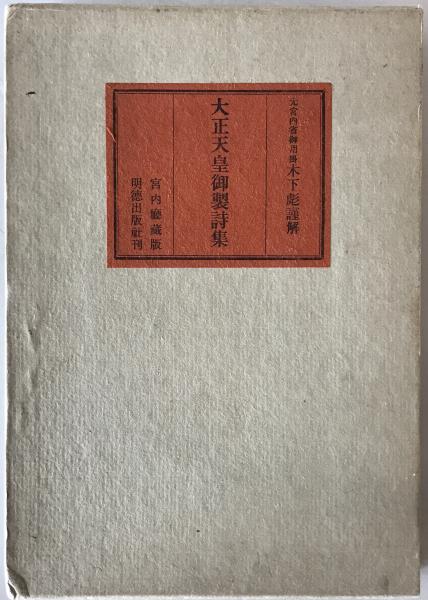 元宮内省御用掛 木下彪謹解
大正天皇御製詩集
宮内廳藏版
明徳出版社刊